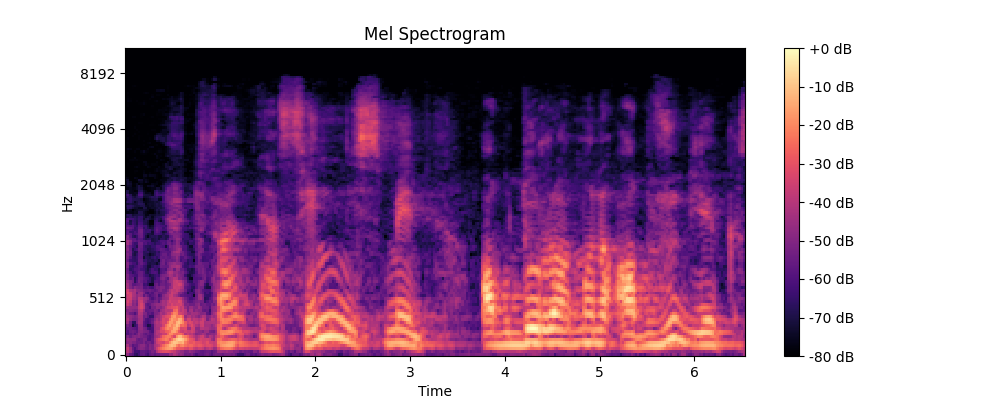 Mel Spectrogram
Hz
8192
4096
2048
1024
512
0
0 1 2 3 4 5 6
Time
+0 dB
-10 dB
-20 dB
-30 dB
-40 dB
-50 dB
-60 dB
-70 dB
-80 dB